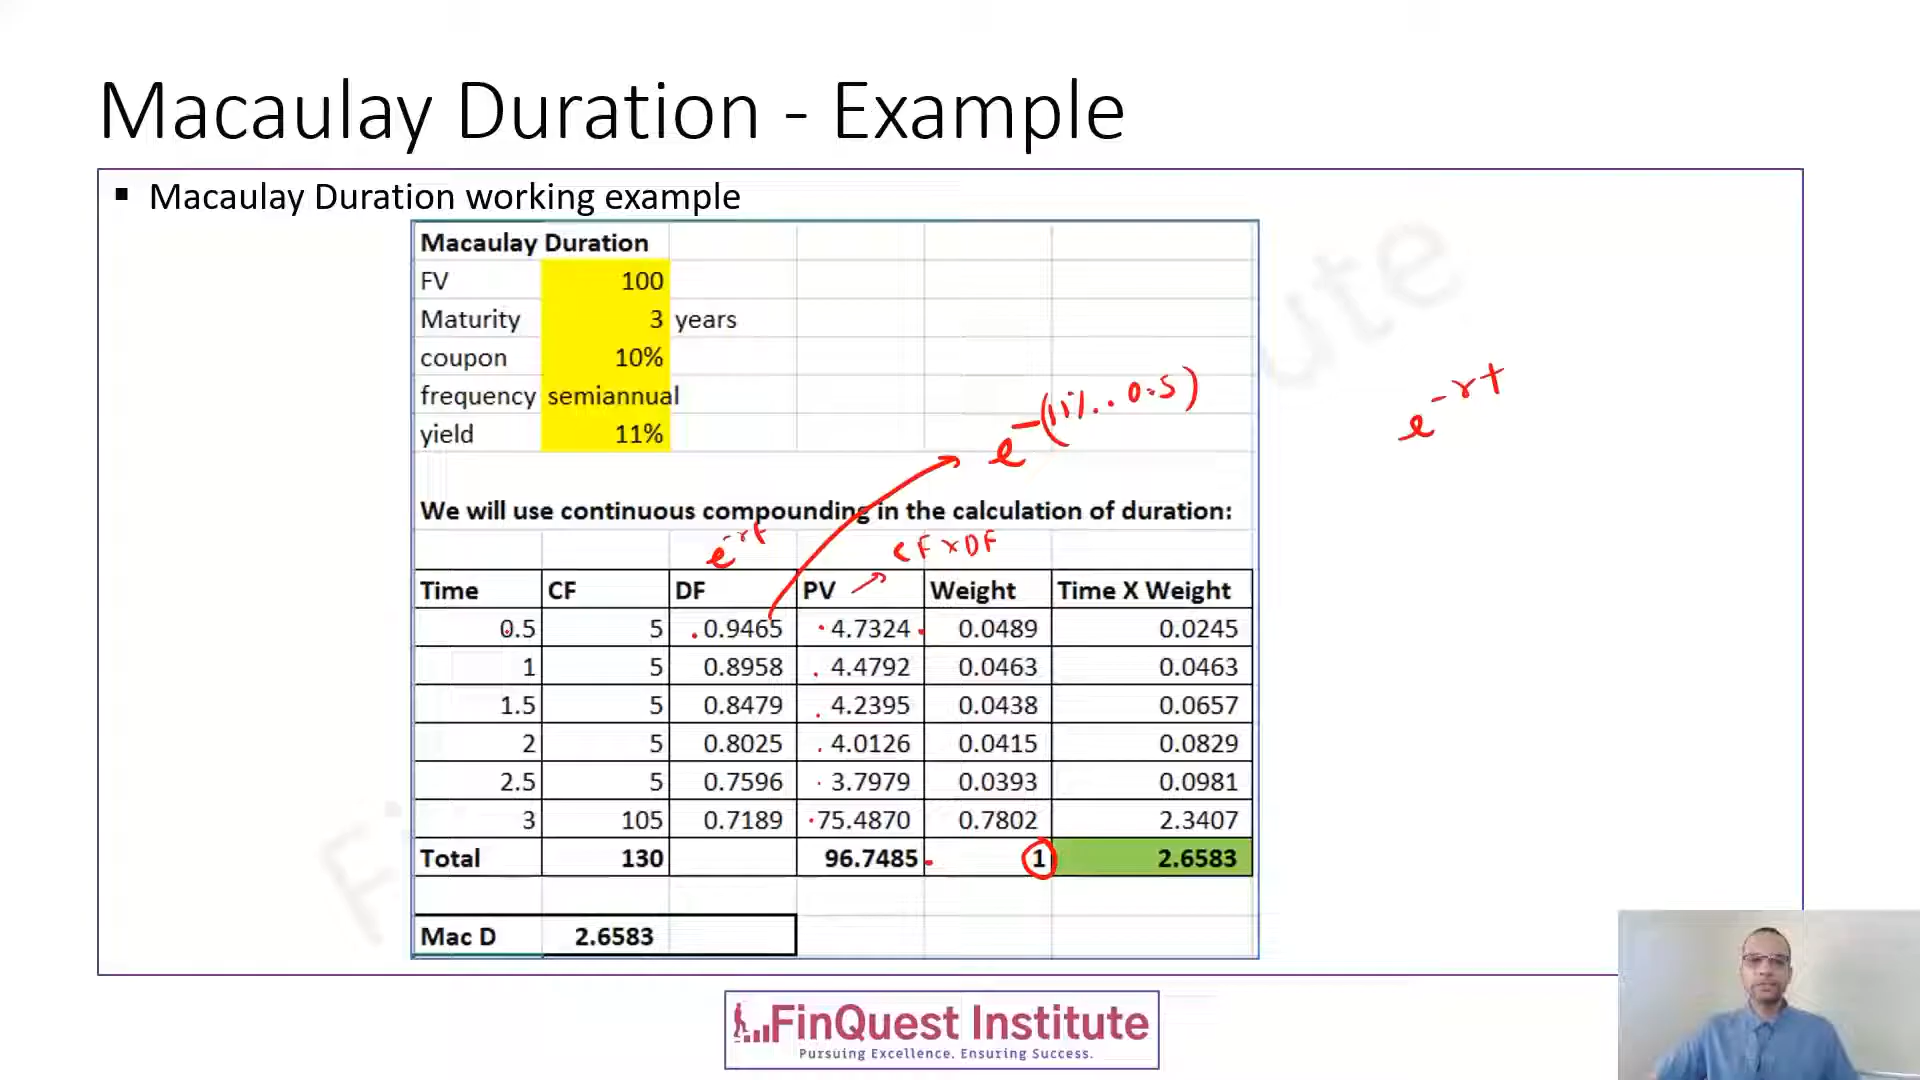 Macaulay Duration - Example
▪ Macaulay Duration working example
Macaulay Duration
FV 100
Maturity 3 years
coupon 10%
frequency semiannual
yield 11%
e^-(11%. 0.5)
e^-rt
We will use continuous compounding in the calculation of duration:
e^-rt
CF x DF
Time CF DF PV Weight Time X Weight
0.5 5 0.9465 4.7324 0.0489 0.0245
1 5 0.8958 4.4792 0.0463 0.0463
1.5 5 0.8479 4.2395 0.0438 0.0657
2 5 0.8025 4.0126 0.0415 0.0829
2.5 5 0.7596 3.7979 0.0393 0.0981
3 105 0.7189 75.4870 0.7802 2.3407
Total 130 96.7485 1 2.6583
Mac D 2.6583
FinQuest Institute
Pursuing Excellence. Ensuring Success.